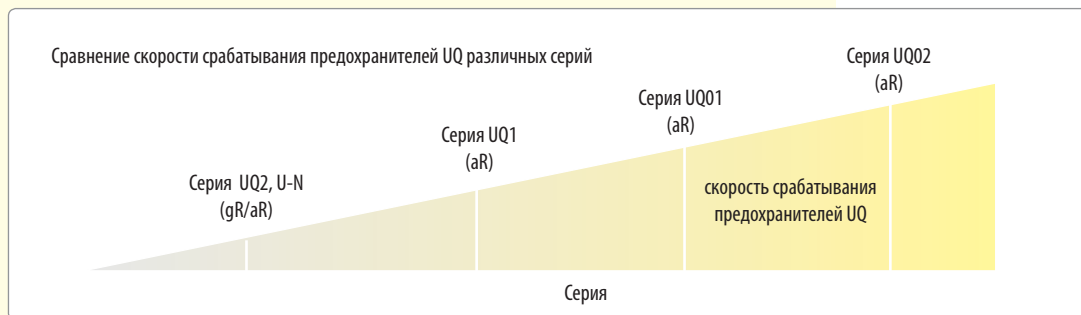 Сравнение скорости срабатывания предохранителей UQ различных серий
Серия UQ02
(aR)
Серия UQ01
(aR)
Серия UQ1
(aR)
Серия UQ2, U-N
(gR/aR)
скорость срабатывания
предохранителей UQ
Серия